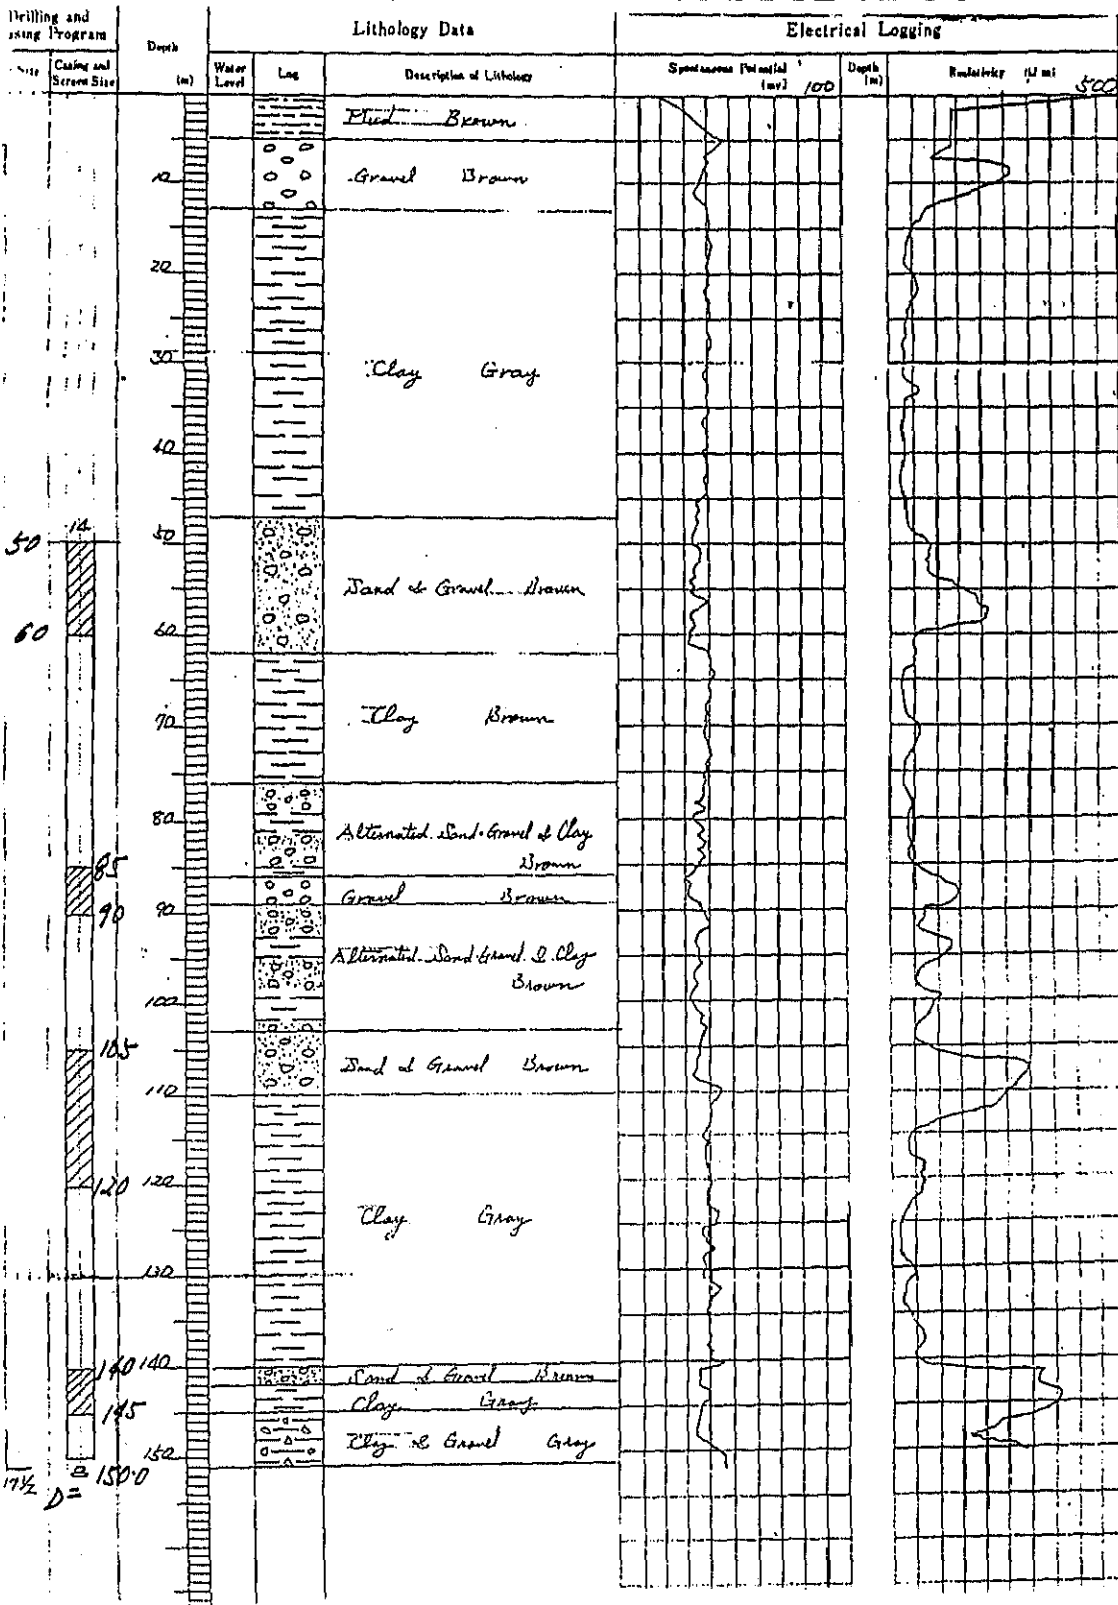 Drilling and
asing Program
Lithology Data
Electrical Logging
Depth
(m)
Casing and
Screen Size
Water
Level
Log
Description of Lithology
Spontaneous Potential
(mv) 100
Depth
(m)
Resistivity
500
Mud Brown
Gravel Brown
10
20
30
Clay Gray
40
14
50
50
Sand & Gravel Brown
60
60
Clay Brown
70
80
Alternated Sand-Gravel & Clay
Brown
85
Gravel Brown
90
90
Alternated Sand Gravel & Clay
Brown
100
105
Sand & Gravel Brown
110
120
120
Clay Gray
130
140
140
Sand & Gravel Brown
Clay Gray
145
Clay & Gravel Gray
150
150.0
17½
D=